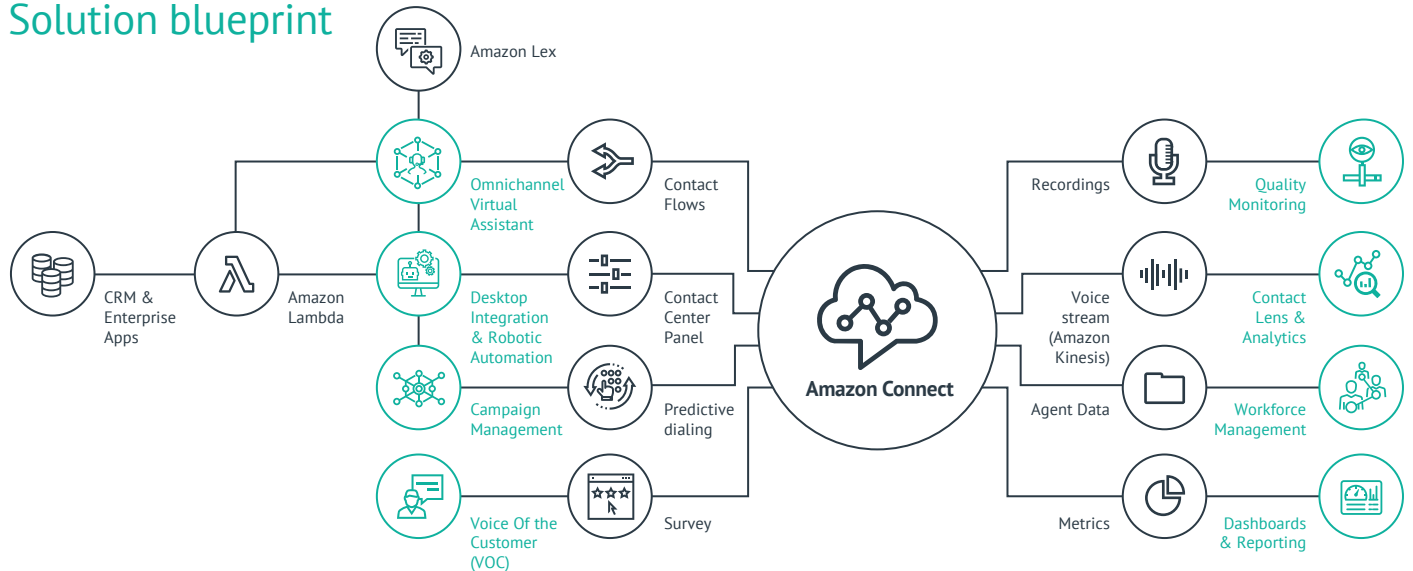 Solution blueprint
Amazon Lex
Omnichannel
Virtual
Assistant
Contact
Flows
Recordings
Quality
Monitoring
CRM &
Enterprise
Apps
Amazon
Lambda
Desktop
Integration
& Robotic
Automation
Contact
Center
Panel
Amazon Connect
Voice
stream
(Amazon
Kinesis)
Contact
Lens &
Analytics
Campaign
Management
Predictive
dialing
Agent Data
Workforce
Management
Voice Of the
Customer
(VOC)
Survey
Metrics
Dashboards
& Reporting